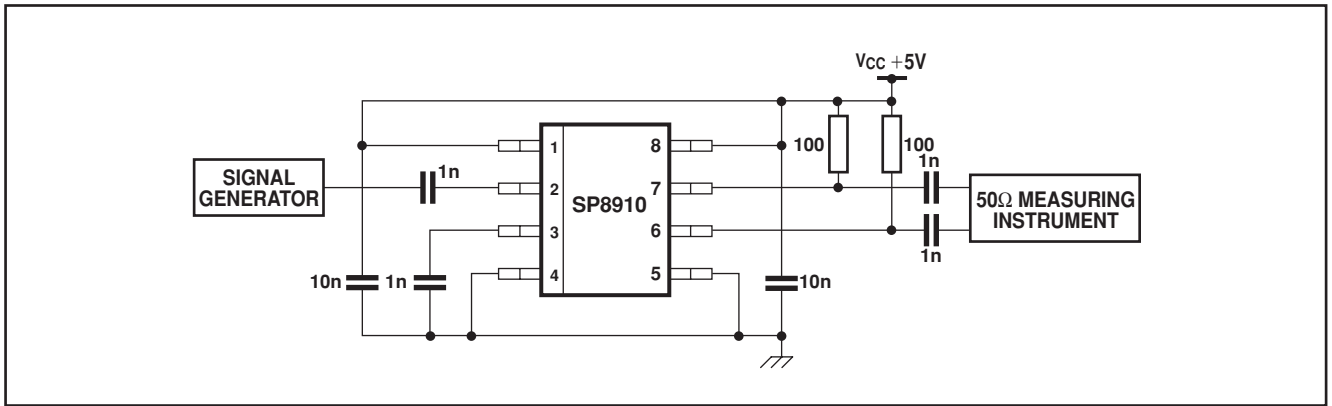 VCC +5V
100
100
1n
1n
1
8
SIGNAL
GENERATOR
2
SP8910
7
50Ω MEASURING
INSTRUMENT
3
6
1n
10n
1n
4
5
10n